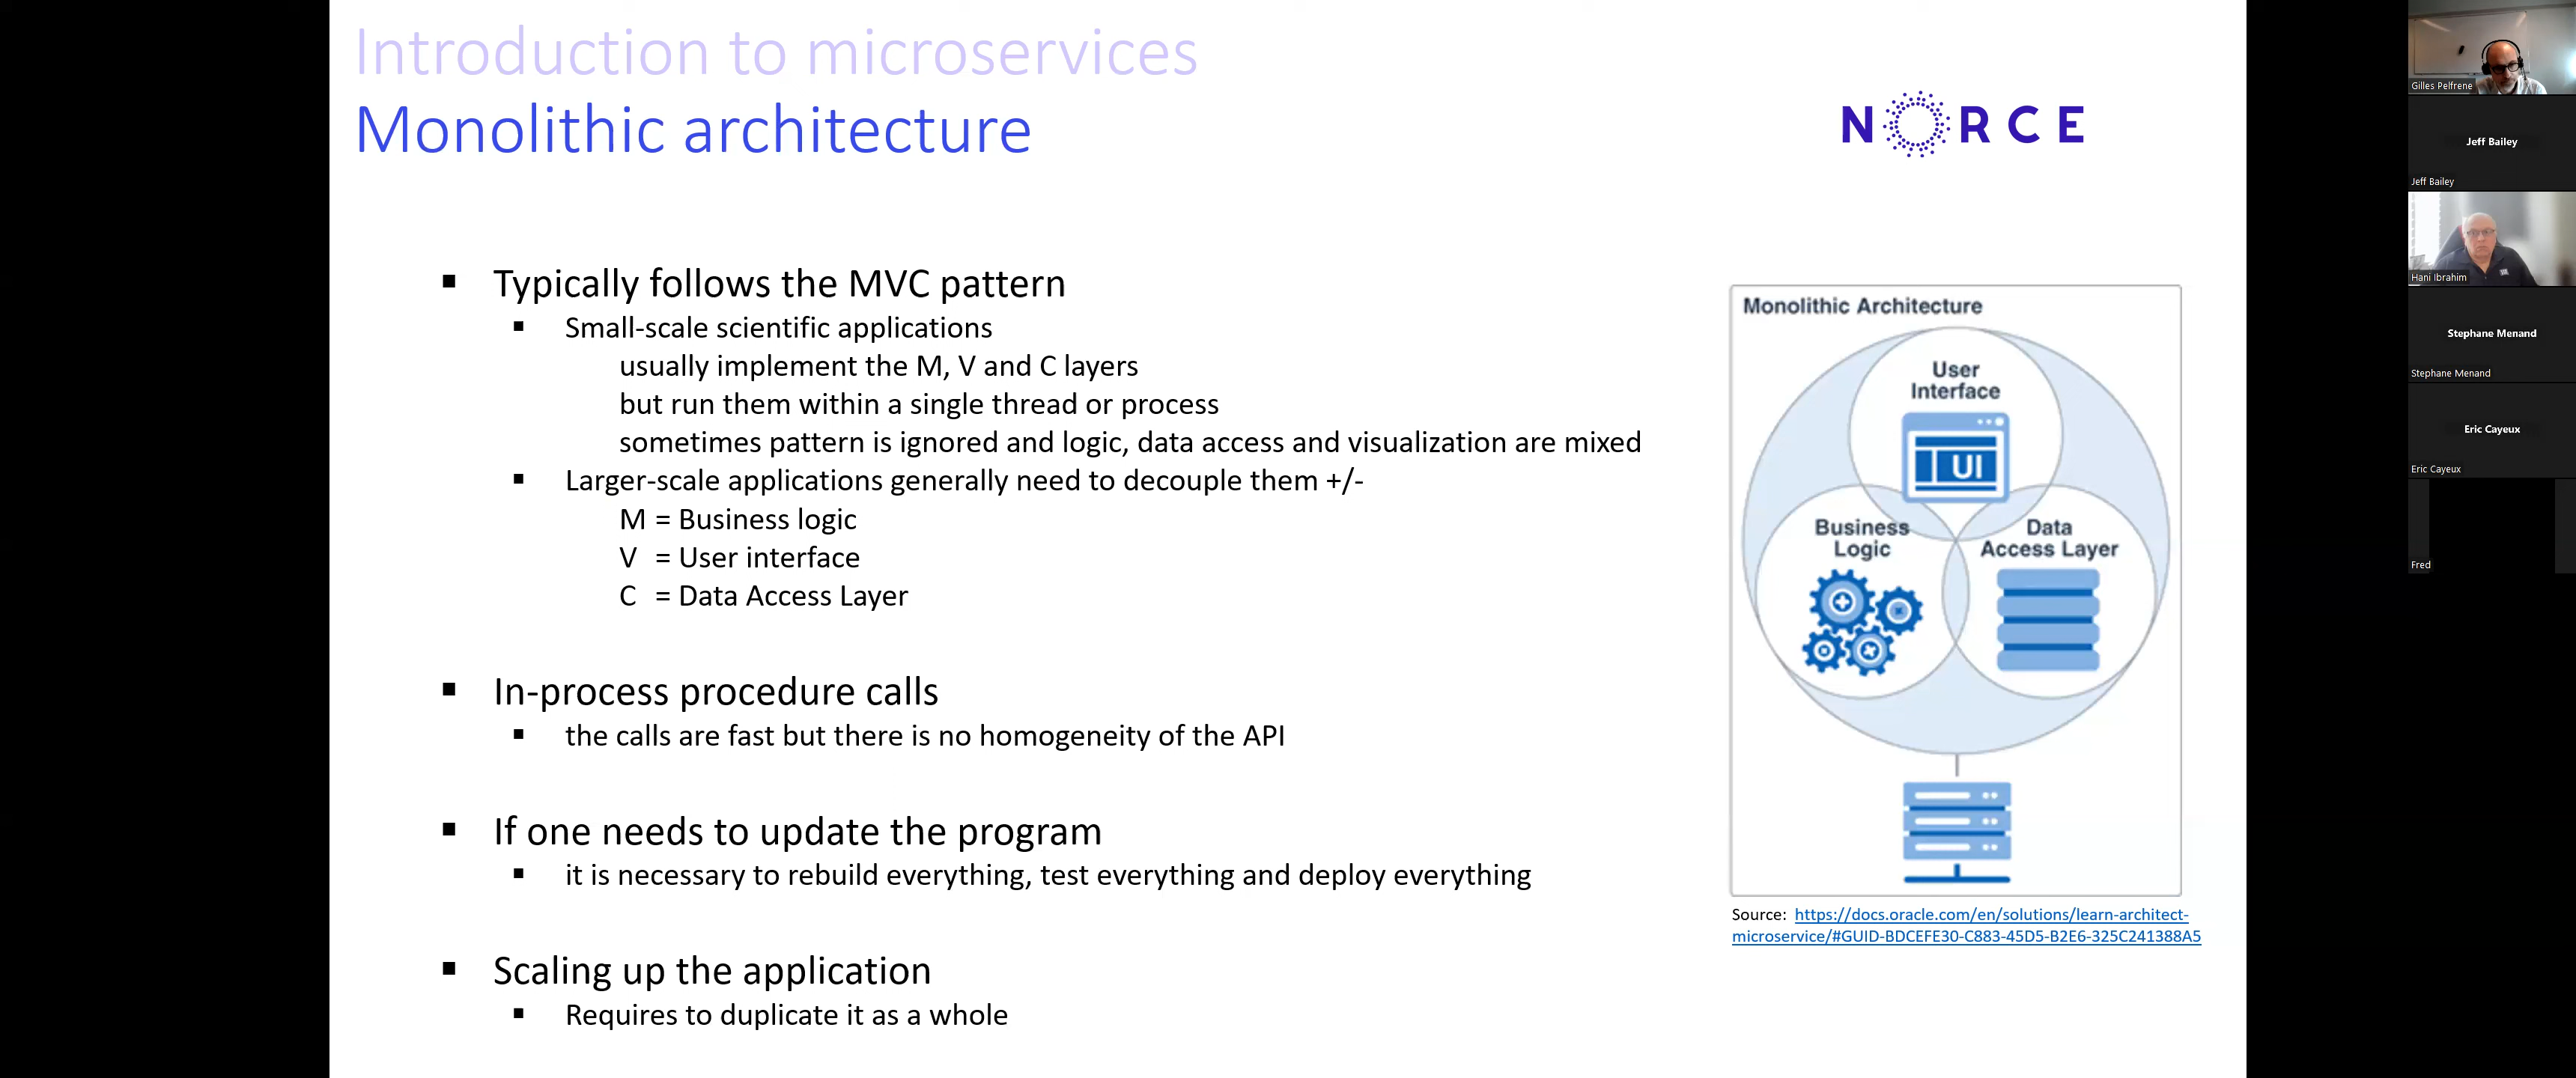 Introduction to microservices
Monolithic architecture
NORCE
▪ Typically follows the MVC pattern
▪ Small-scale scientific applications
usually implement the M, V and C layers
but run them within a single thread or process
sometimes pattern is ignored and logic, data access and visualization are mixed
▪ Larger-scale applications generally need to decouple them +/-
M = Business logic
V = User interface
C = Data Access Layer
▪ In-process procedure calls
▪ the calls are fast but there is no homogeneity of the API
▪ If one needs to update the program
▪ it is necessary to rebuild everything, test everything and deploy everything
▪ Scaling up the application
▪ Requires to duplicate it as a whole
Monolithic Architecture
User
Interface
UI
Business
Logic
Data
Access Layer
Source: https://docs.oracle.com/en/solutions/learn-architect-
microservice/#GUID-BDCEFE30-C883-45D5-B2E6-325C241388A5
Gilles Pelfrene
Jeff Bailey
Jeff Bailey
Hani Ibrahim
Stephane Menand
Stephane Menand
Eric Cayeux
Eric Cayeux
Fred